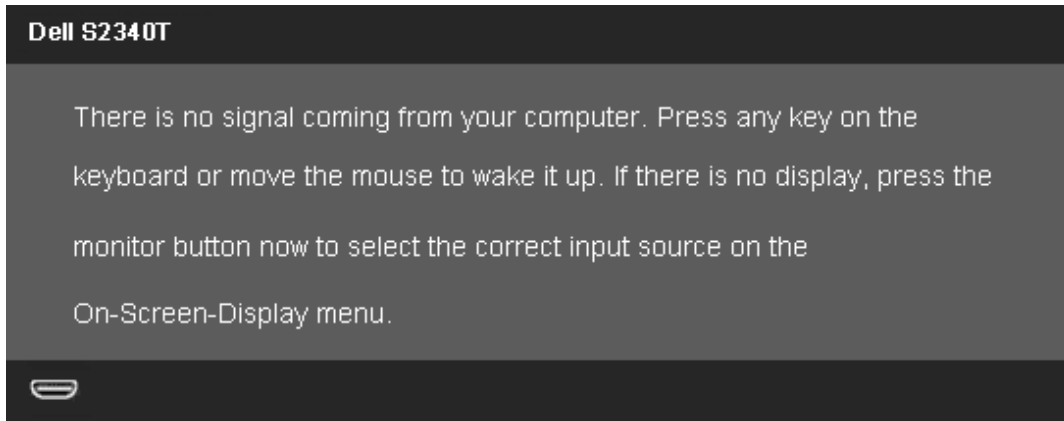 Dell S2340T
There is no signal coming from your computer. Press any key on the
keyboard or move the mouse to wake it up. If there is no display, press the
monitor button now to select the correct input source on the
On-Screen-Display menu.